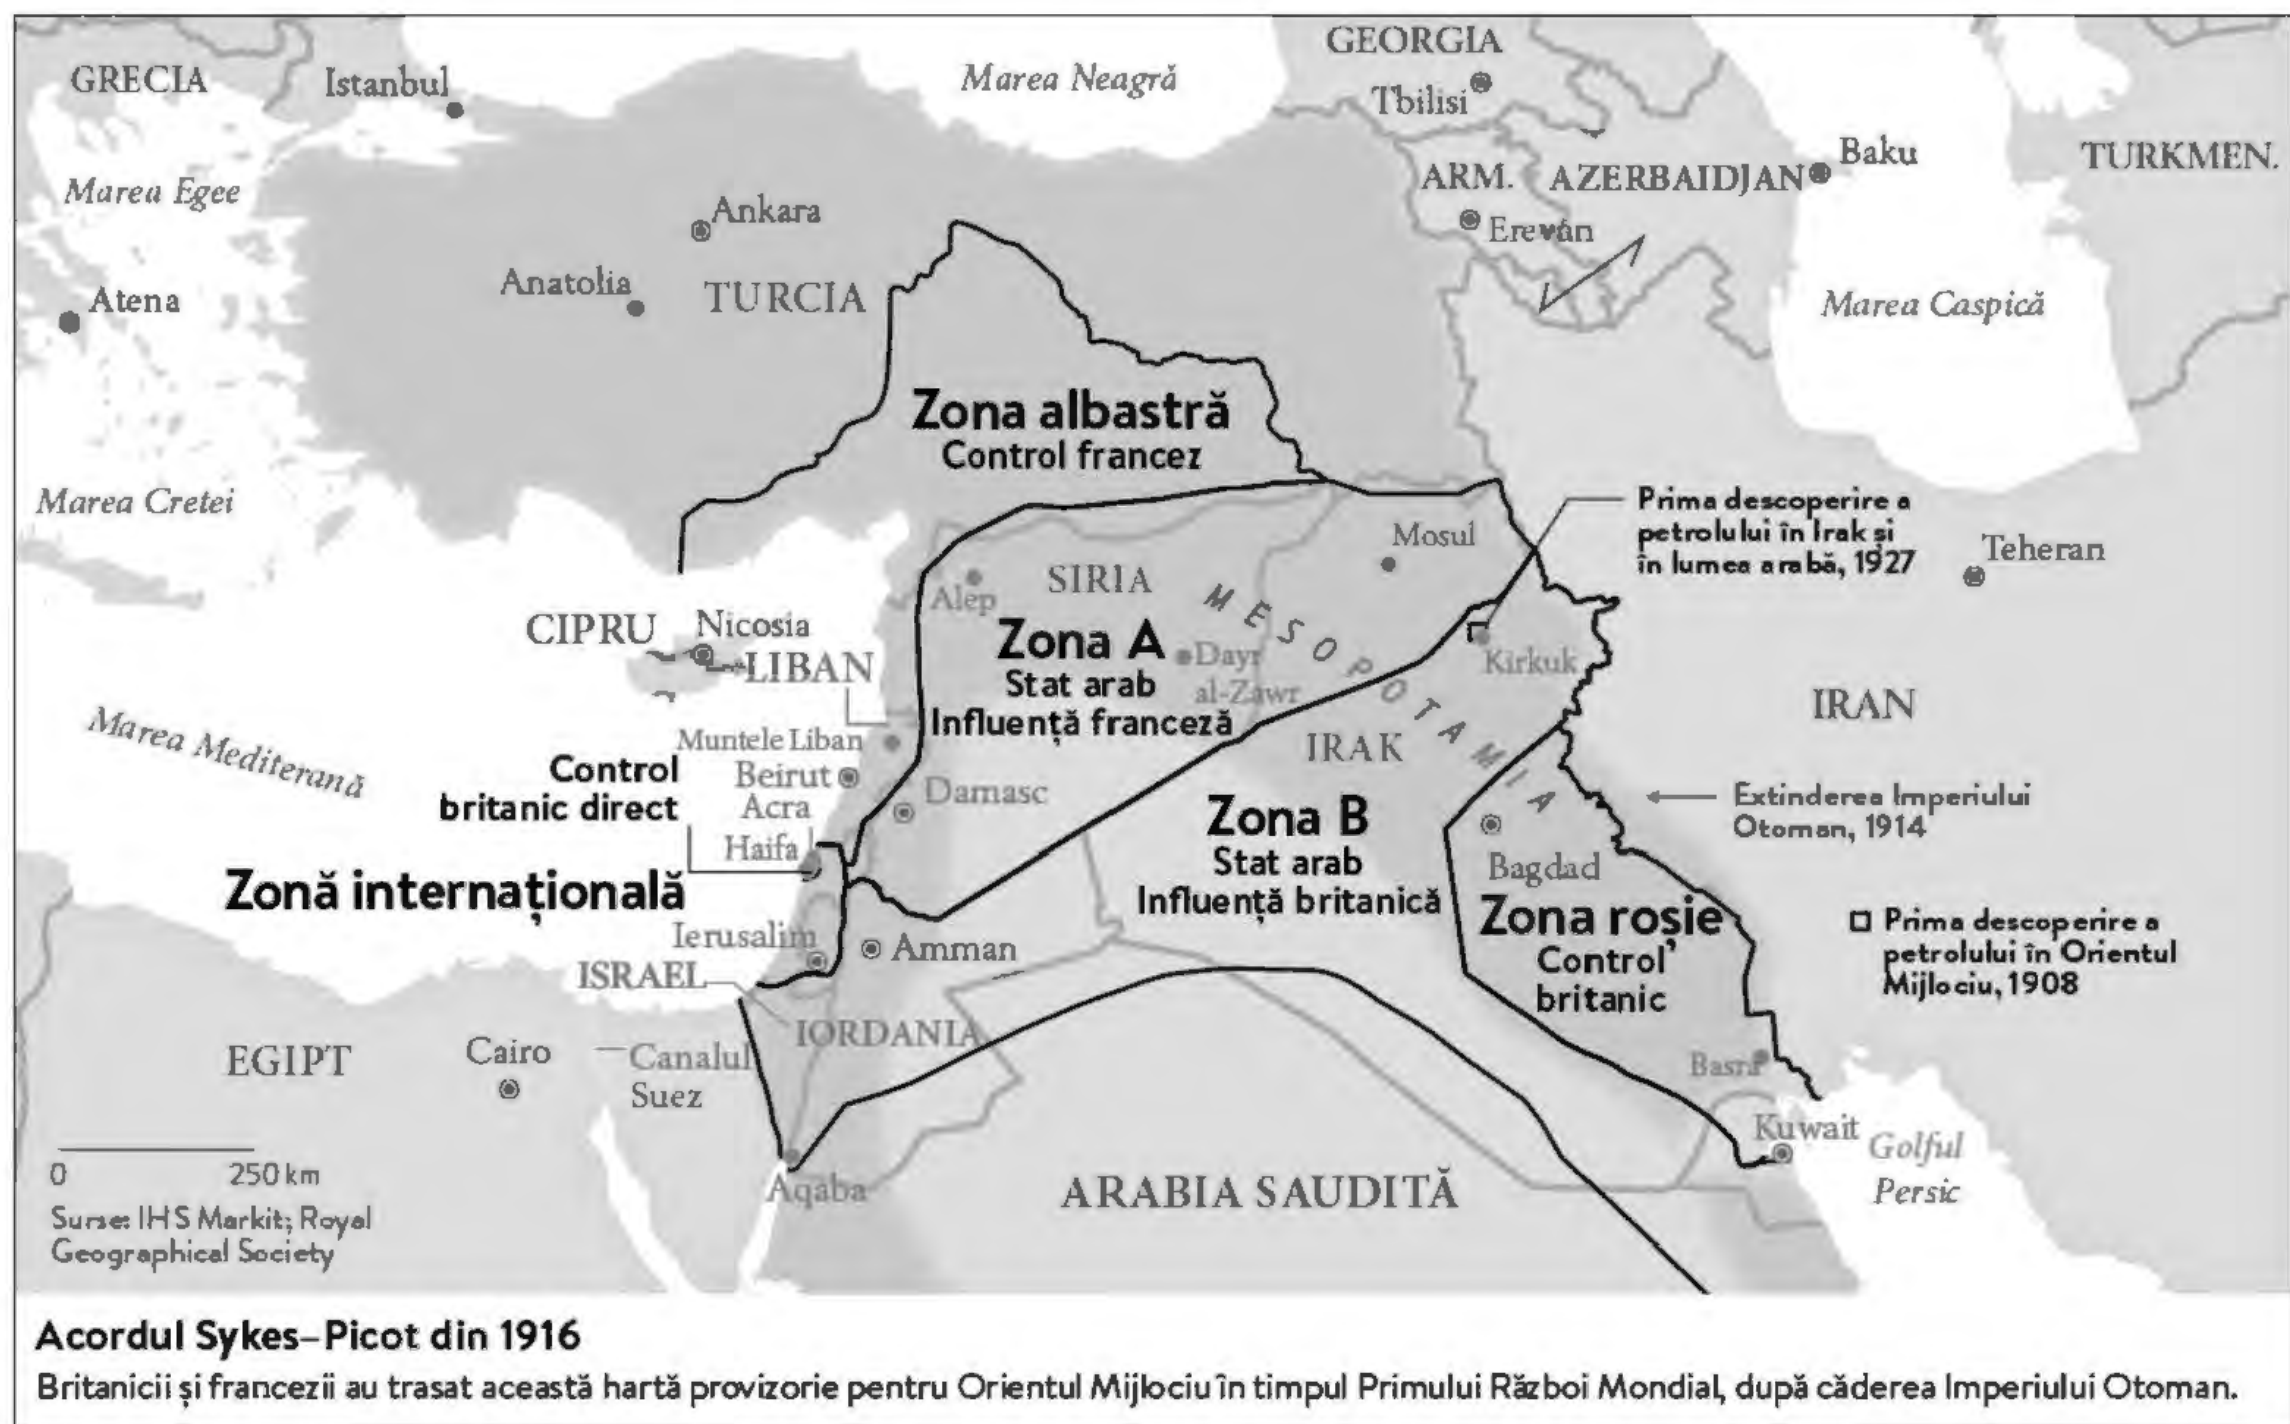 GEORGIA
GRECIA
Istanbul
Marea Neagră
Tbilisi
Baku
TURKMEN.
ARM.
AZERBAIDJAN
Marea Egee
Ankara
Erevan
Anatolia
TURCIA
Atena
Marea Caspică
Zona albastră
Control francez
Marea Cretei
Prima descoperire a
petrolului în Irak și
în lumea arabă, 1927
Mosul
Teheran
SIRIA
Alep
MESOPOTAMIA
CIPRU
Nicosia
Zona A
Stat arab
Influență franceză
Dayr
al-Zawr
Kirkuk
LIBAN
IRAN
Marea Mediterană
Muntele Liban
IRAK
Control
britanic direct
Beirut
Damasc
Acra
Haifa
Extinderea Imperiului
Otoman, 1914
Zona B
Stat arab
Influență britanică
Bagdad
Zonă internațională
Zona roșie
Control
britanic
Prima descoperire a
petrolului în Orientul
Mijlociu, 1908
Ierusalim
Amman
ISRAEL
IORDANIA
EGIPT
Cairo
Canalul
Suez
Basra
Kuwait
Golful
Persic
0
250 km
Aqaba
ARABIA SAUDITĂ
Surse: IHS Markit; Royal
Geographical Society
Acordul Sykes–Picot din 1916
Britanicii și francezii au trasat această hartă provizorie pentru Orientul Mijlociu în timpul Primului Război Mondial, după căderea Imperiului Otoman.